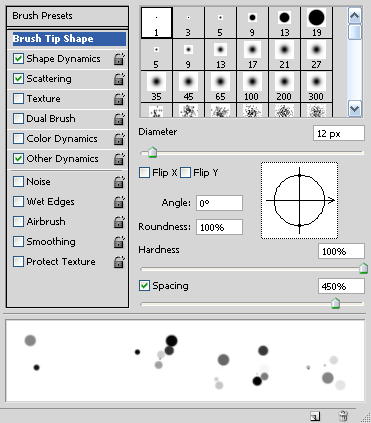 Brush Presets
Brush Tip Shape
Shape Dynamics
Scattering
Texture
Dual Brush
Color Dynamics
Other Dynamics
Noise
Wet Edges
Airbrush
Smoothing
Protect Texture
1 3 5 9 13 19
5 9 13 17 21 27
35 45 65 100 200 300
Diameter 12 px
Flip X Flip Y
Angle: 0°
Roundness: 100%
Hardness 100%
Spacing 450%